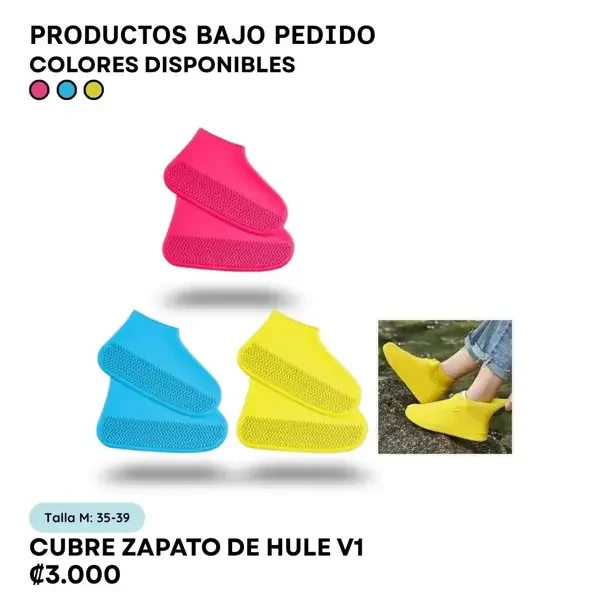 PRODUCTOS BAJO PEDIDO
COLORES DISPONIBLES
Talla M: 35-39
CUBRE ZAPATO DE HULE V1
₡3.000